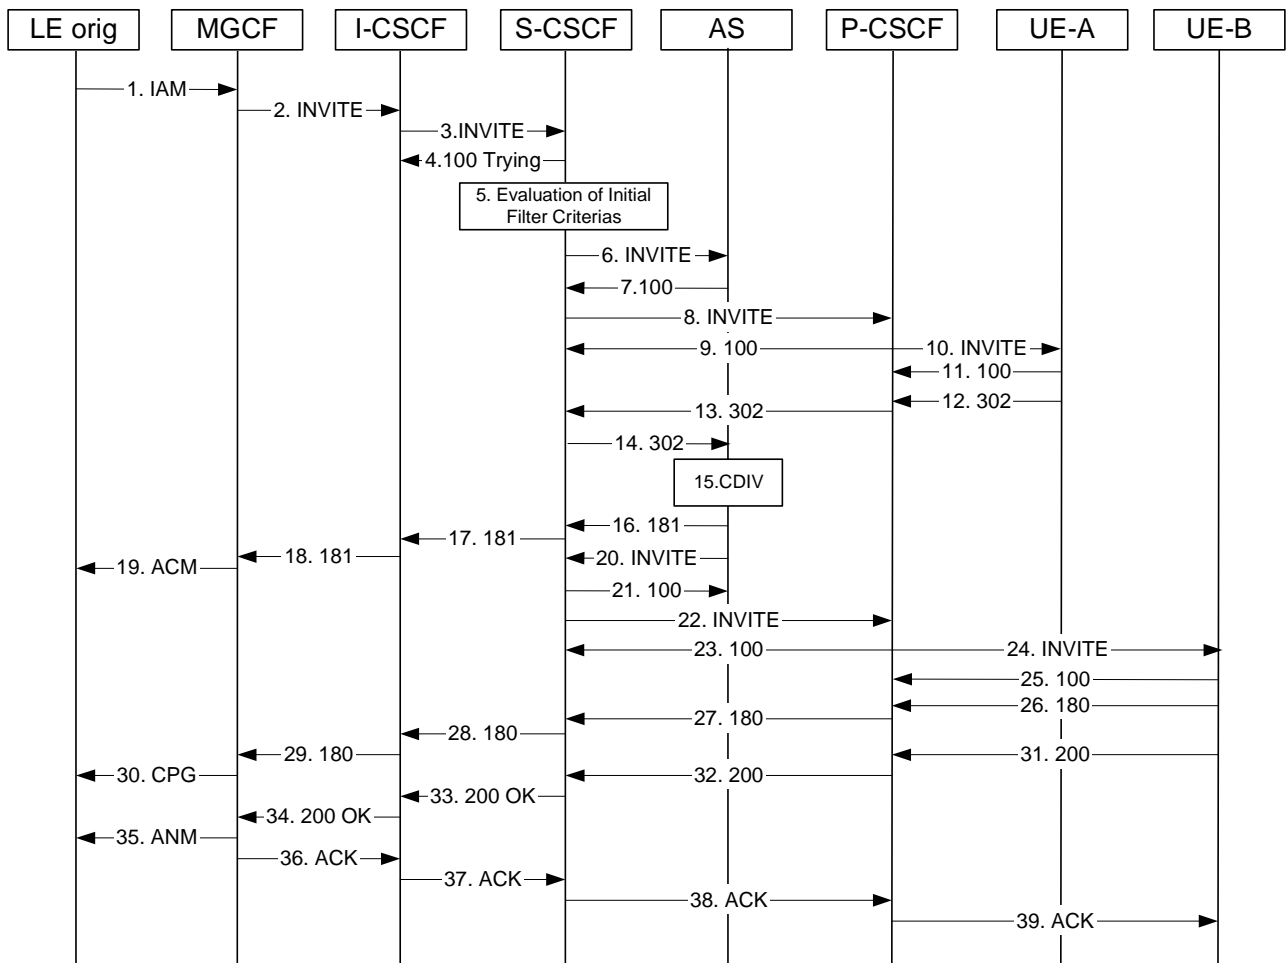 LE orig
MGCF
I-CSCF
S-CSCF
AS
P-CSCF
UE-A
UE-B
1. IAM
2. INVITE
3.INVITE
4.100 Trying
5. Evaluation of Initial
Filter Criterias
6. INVITE
7.100
8. INVITE
9. 100
10. INVITE
11. 100
12. 302
13. 302
14. 302
15.CDIV
16. 181
17. 181
18. 181
19. ACM
20. INVITE
21. 100
22. INVITE
23. 100
24. INVITE
25. 100
26. 180
27. 180
28. 180
29. 180
30. CPG
31. 200
32. 200
33. 200 OK
34. 200 OK
35. ANM
36. ACK
37. ACK
38. ACK
39. ACK